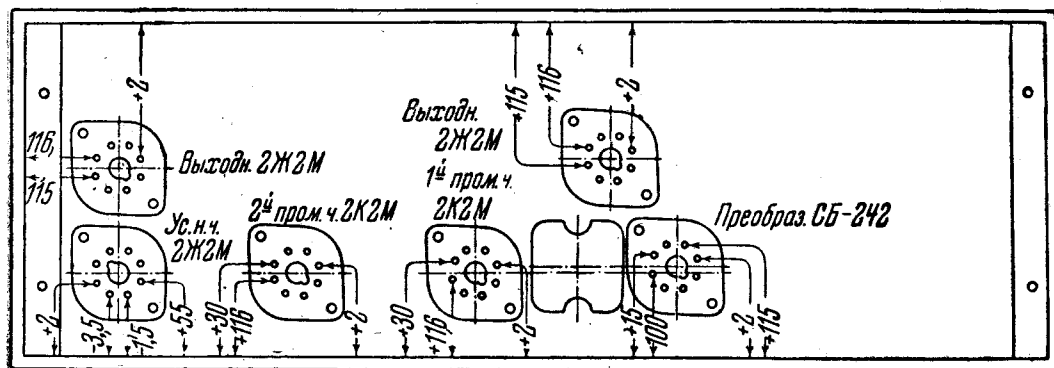 +2
+115
+116
+2
116,
115
Выходн. 2Ж2М
Выходн.
2Ж2М
Ус.н.ч.
2Ж2М
2й пром.ч. 2К2М
1й пром.ч.
2К2М
Преобраз. СБ-242
+2
-3,5
1,5
+55
+30
+116
+2
+30
+116
+2
+15
100
+2
+115